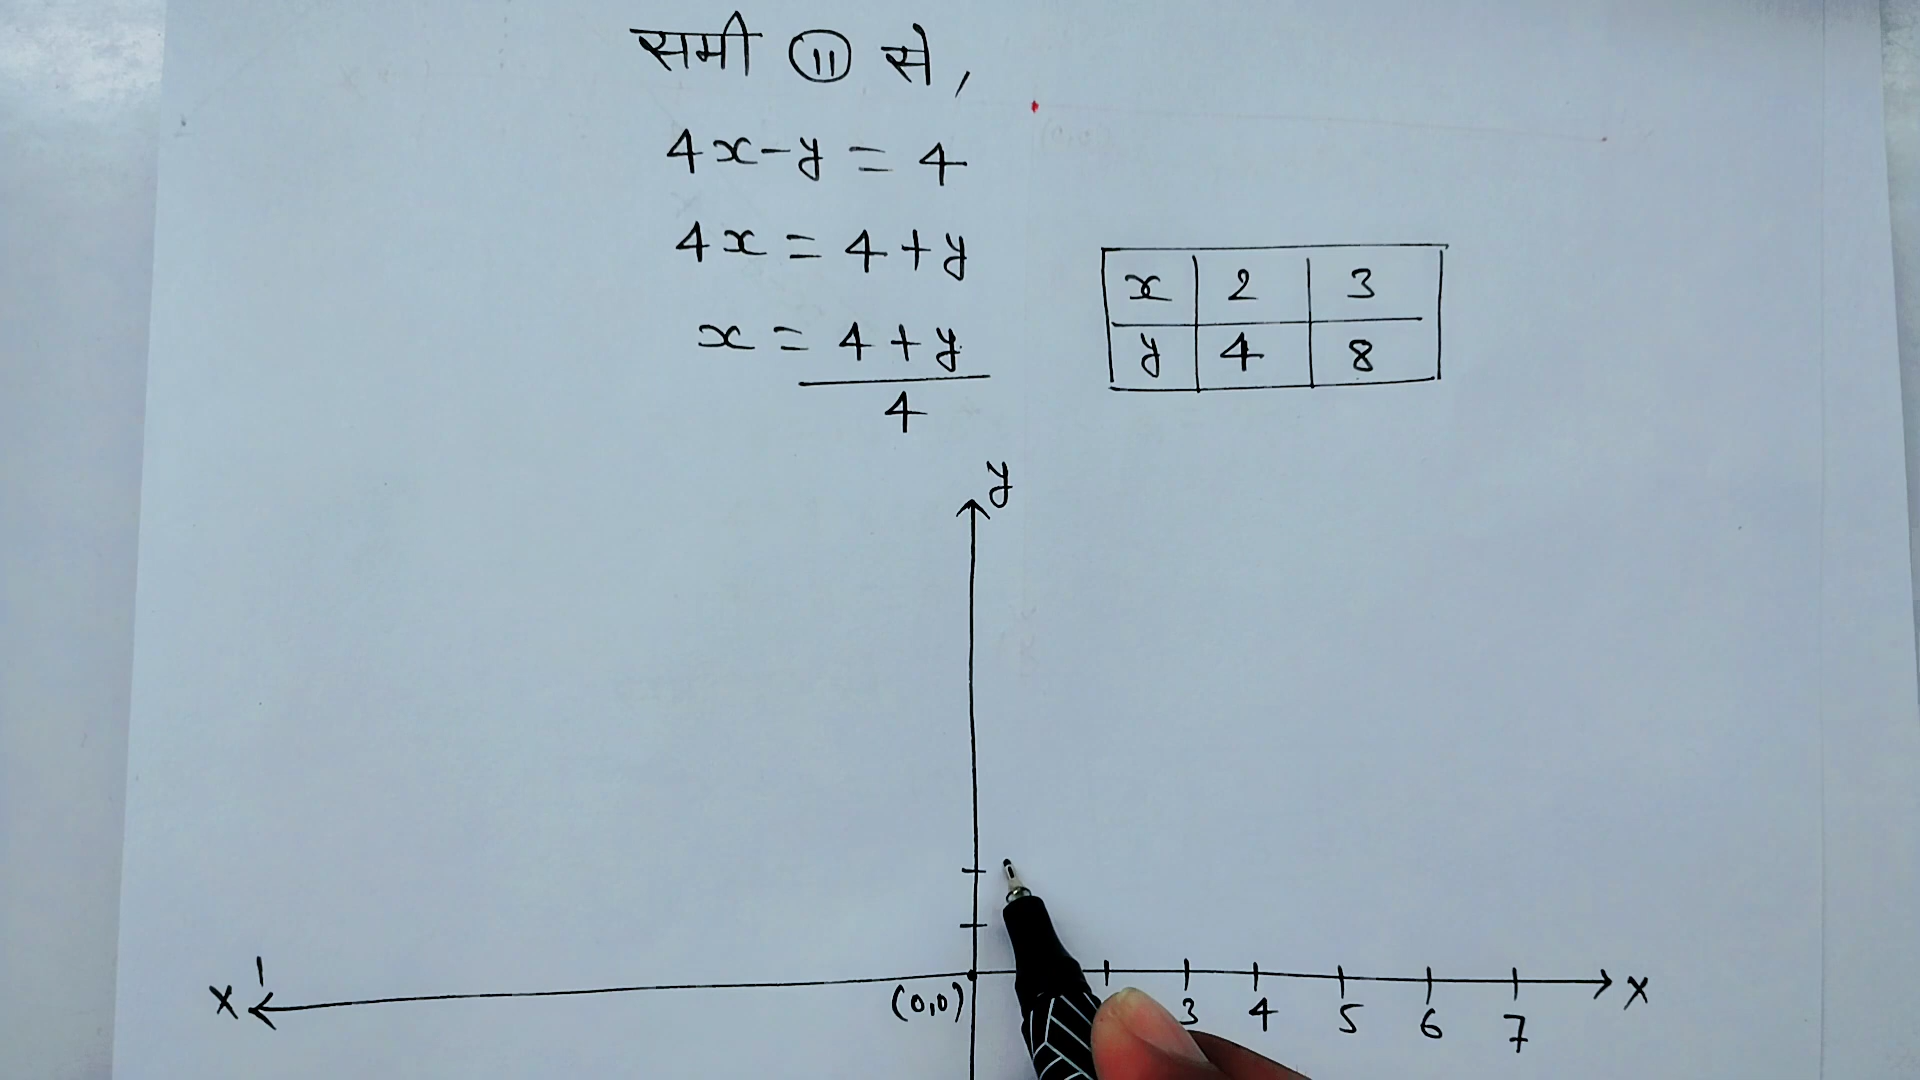 समी (ii) से,
4x-y = 4
4x = 4+y
x = 4+y
4
x 2 3
y 4 8
y
x' (0,0) x
3 4 5 6 7